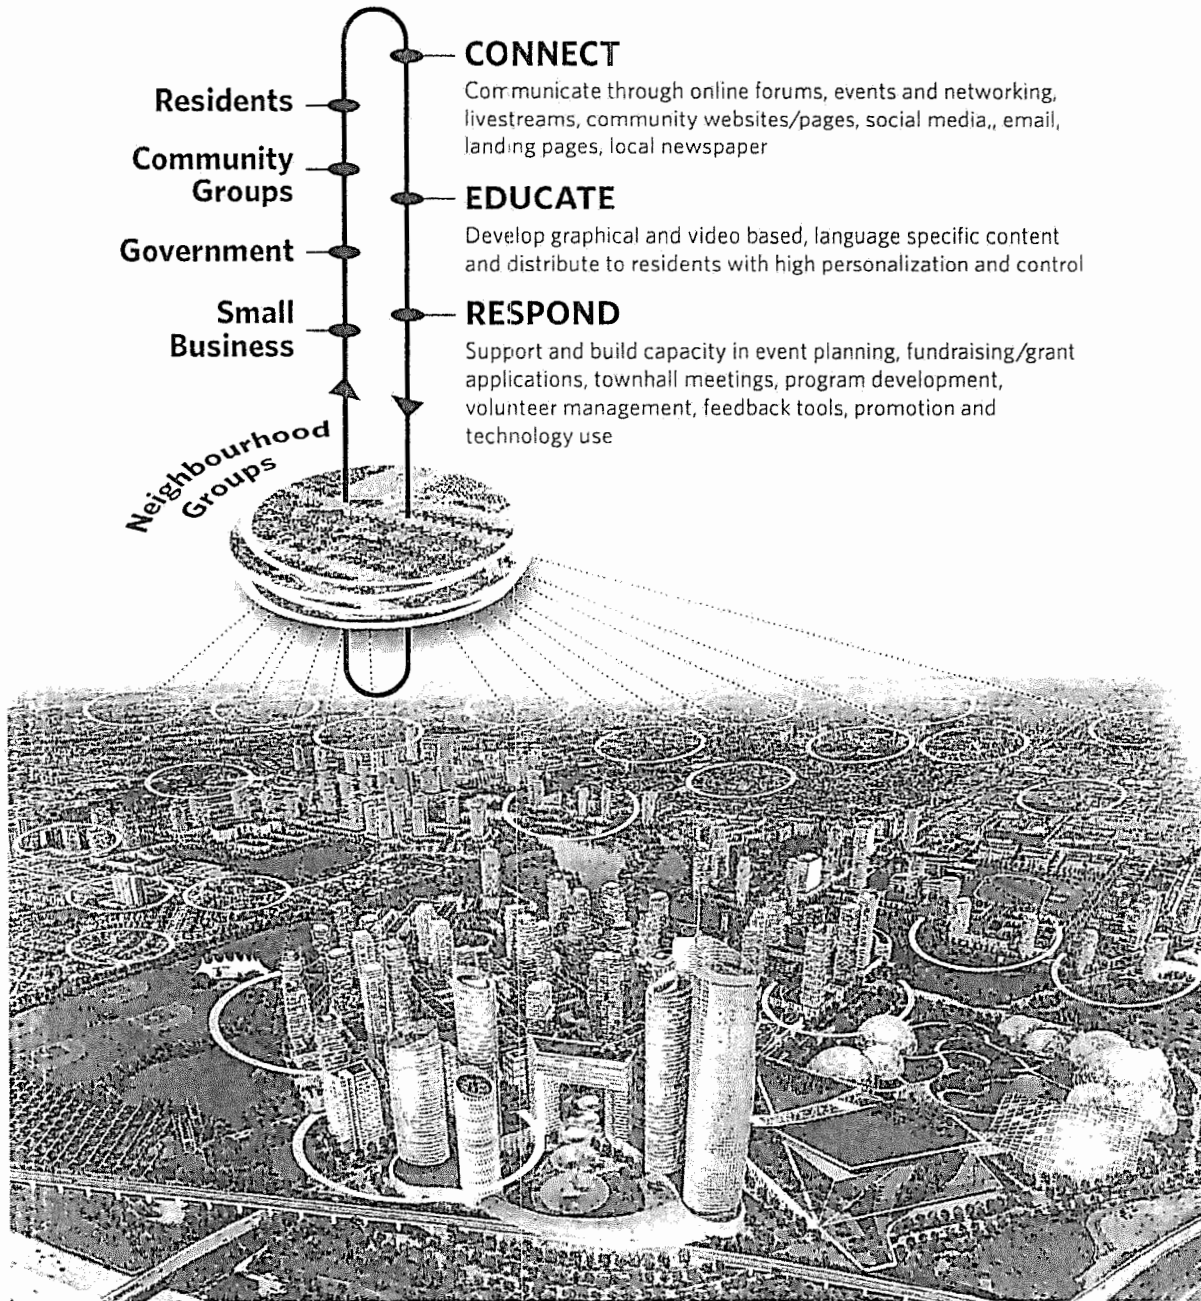 CONNECT
Communicate through online forums, events and networking,
livestreams, community websites/pages, social media,, email,
landing pages, local newspaper
Residents
Community
Groups
Government
Small
Business
EDUCATE
Develop graphical and video based, language specific content
and distribute to residents with high personalization and control
RESPOND
Support and build capacity in event planning, fundraising/grant
applications, townhall meetings, program development,
volunteer management, feedback tools, promotion and
technology use
Neighbourhood
Groups